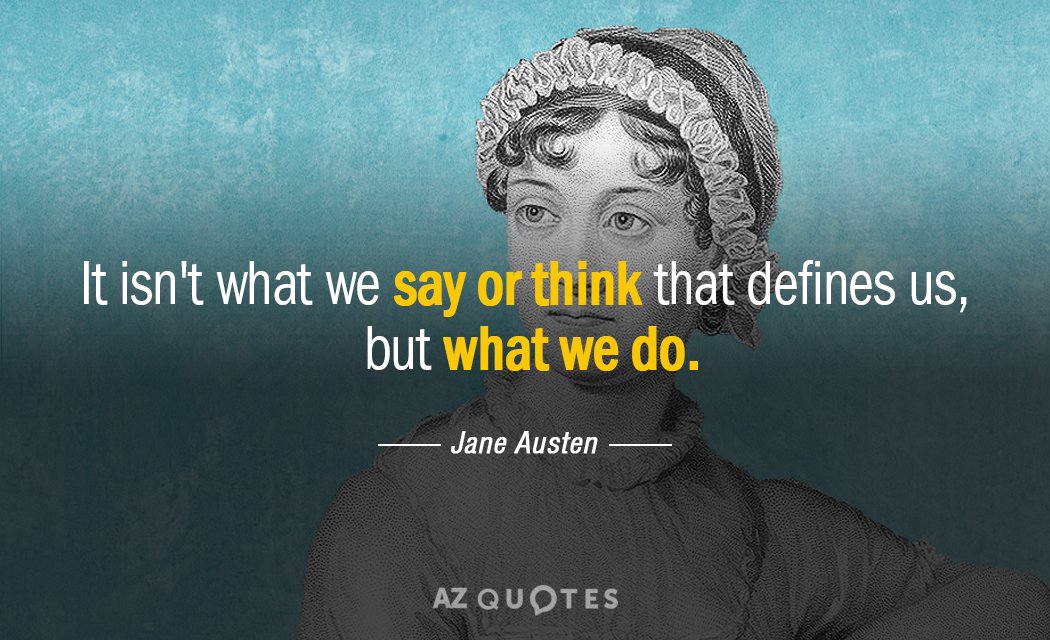 It isn't what we say or think that defines us,
but what we do.
Jane Austen
AZ QUOTES